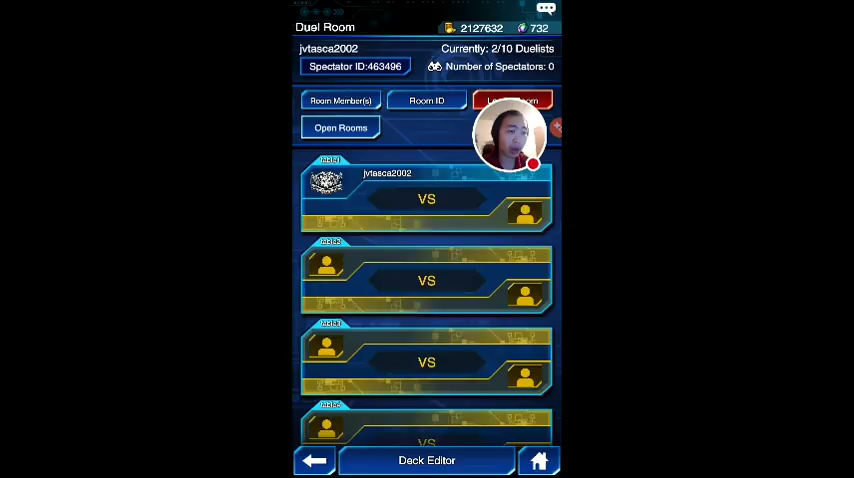 Duel Room
2127632
732
jvtasca2002
Currently: 2/10 Duelists
Spectator ID:463496
Number of Spectators: 0
Room Member(s)
Room ID
Open Rooms
jvtasca2002
VS
VS
VS
VS
Deck Editor